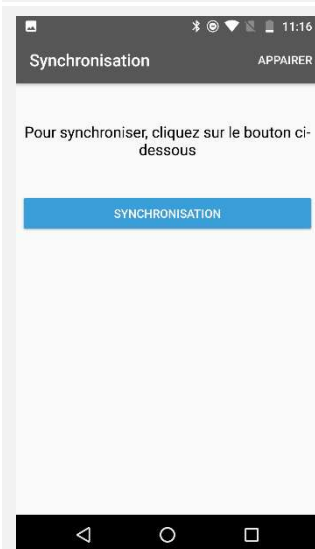 11:16
Synchronisation APPAIRER
Pour synchroniser, cliquez sur le bouton ci-
dessous
SYNCHRONISATION